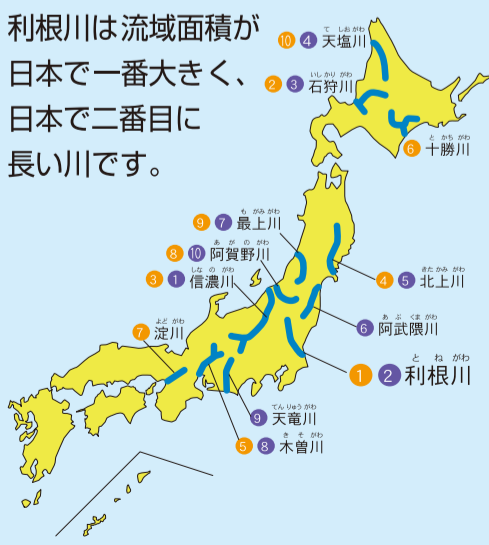 利根川は流域面積が
日本で一番大きく、
日本で二番目に
長い川です。
て しお がわ
⑩ ④ 天塩川
いし かり がわ
② ③ 石狩川
と かち がわ
⑥ 十勝川
も がみ がわ
⑨ ⑦ 最上川
あ が の がわ
⑧ ⑩ 阿賀野川
しな の がわ
③ ① 信濃川
きた かみ がわ
④ ⑤ 北上川
あ ぶ くま がわ
⑥ 阿武隈川
よど がわ
⑦ 淀川
と ね がわ
① ② 利根川
てん りゅう がわ
⑨ 天竜川
き そ がわ
⑤ ⑧ 木曽川